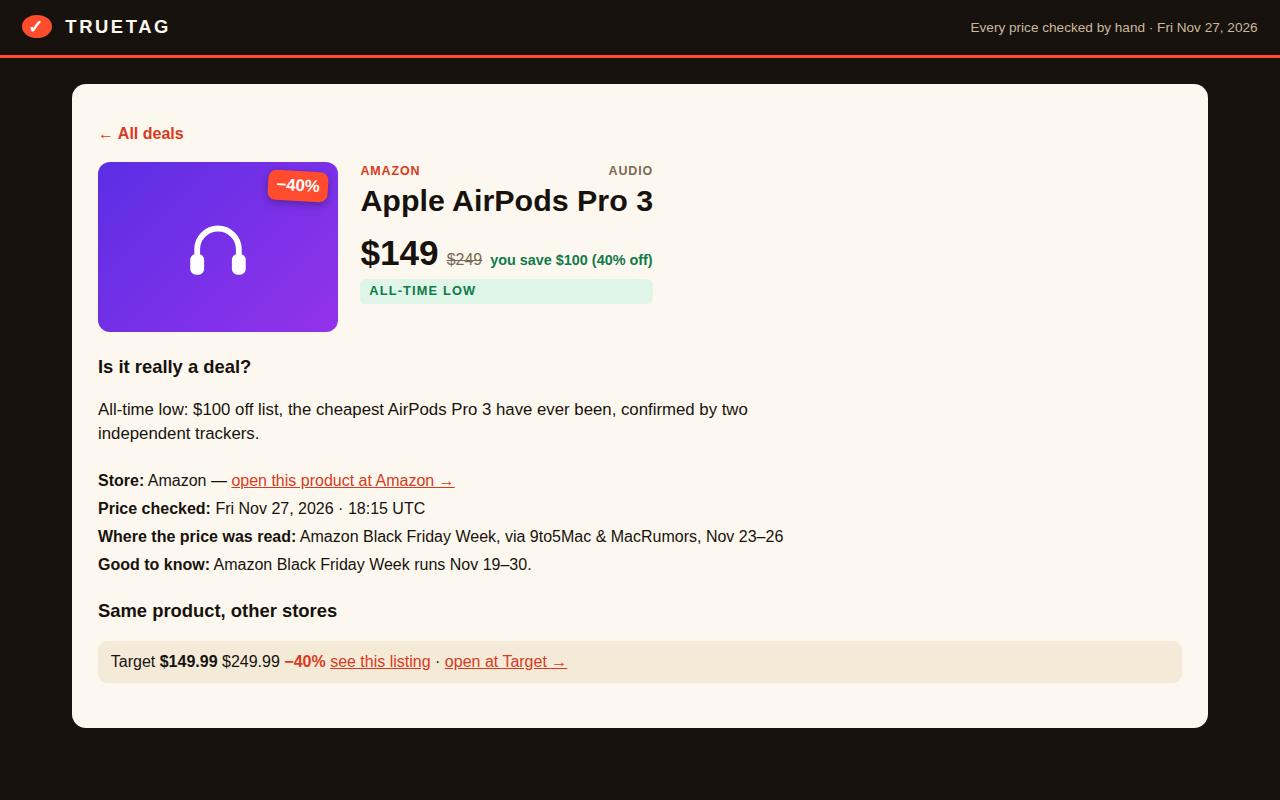 ✓ TRUETAG
Every price checked by hand · Fri Nov 27, 2026
← All deals
−40%
AMAZON
AUDIO
Apple AirPods Pro 3
$149 $249 you save $100 (40% off)
ALL-TIME LOW
Is it really a deal?
All-time low: $100 off list, the cheapest AirPods Pro 3 have ever been, confirmed by two
independent trackers.
Store: Amazon — open this product at Amazon →
Price checked: Fri Nov 27, 2026 · 18:15 UTC
Where the price was read: Amazon Black Friday Week, via 9to5Mac & MacRumors, Nov 23–26
Good to know: Amazon Black Friday Week runs Nov 19–30.
Same product, other stores
Target $149.99 $249.99 −40% see this listing · open at Target →